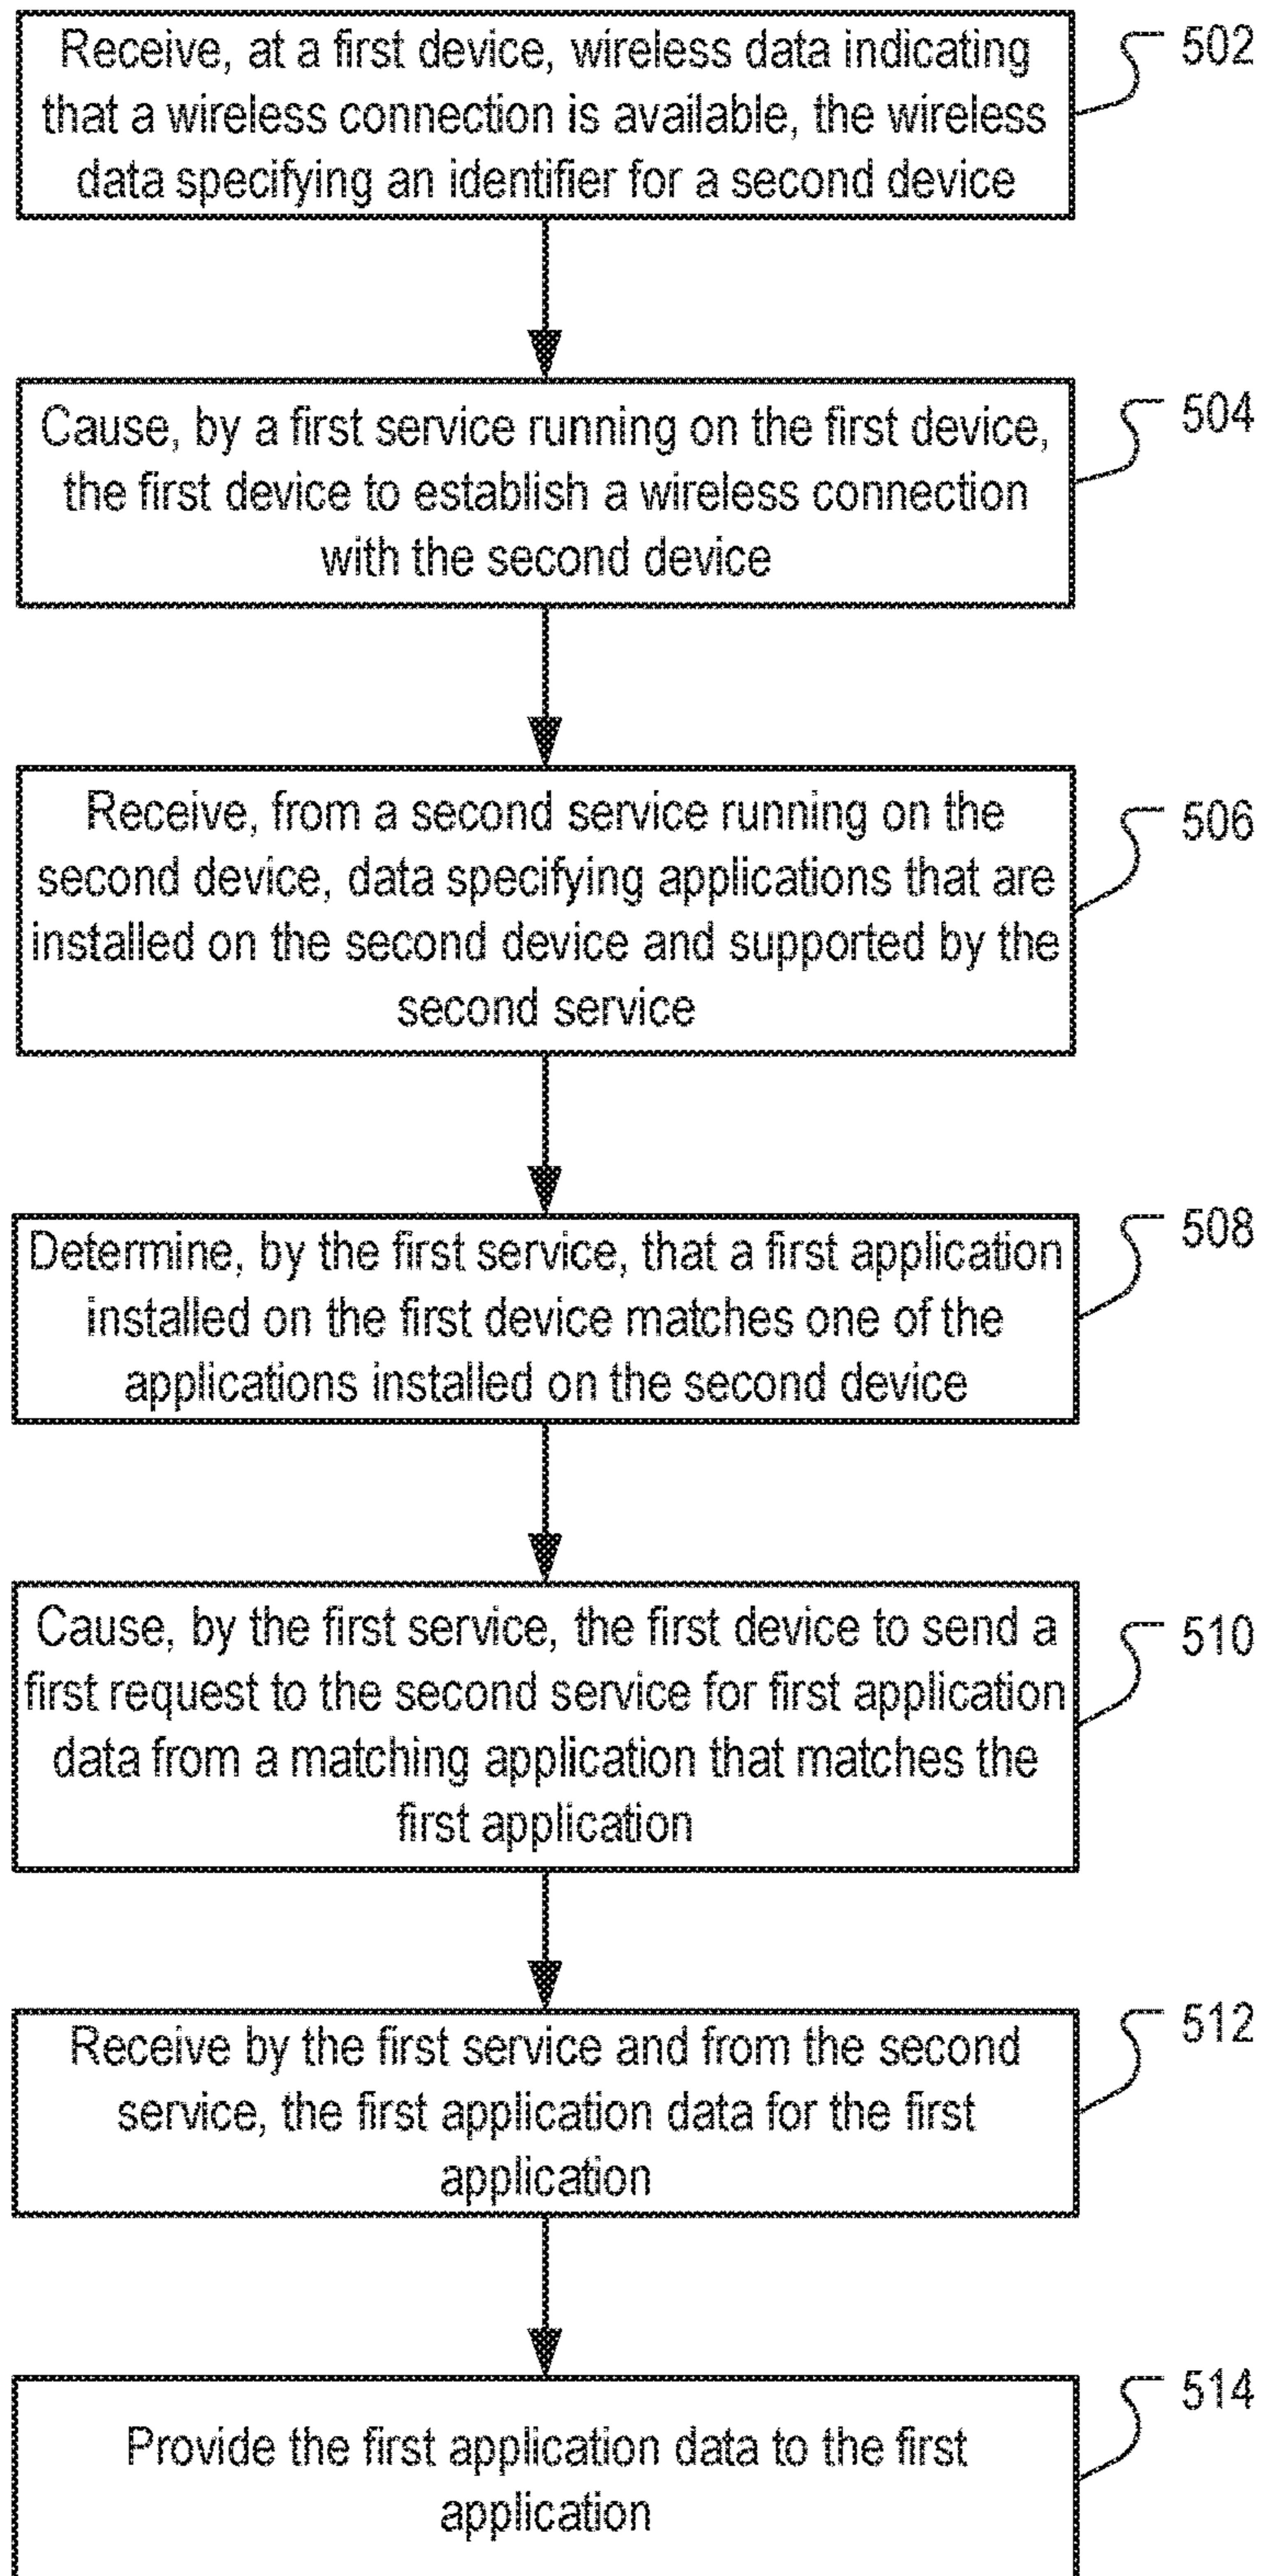 Receive, at a first device, wireless data indicating
that a wireless connection is available, the wireless
data specifying an identifier for a second device
502
Cause, by a first service running on the first device,
the first device to establish a wireless connection
with the second device
504
Receive, from a second service running on the
second device, data specifying applications that are
installed on the second device and supported by the
second service
506
Determine, by the first service, that a first application
installed on the first device matches one of the
applications installed on the second device
508
Cause, by the first service, the first device to send a
first request to the second service for first application
data from a matching application that matches the
first application
510
Receive by the first service and from the second
service, the first application data for the first
application
512
Provide the first application data to the first
application
514